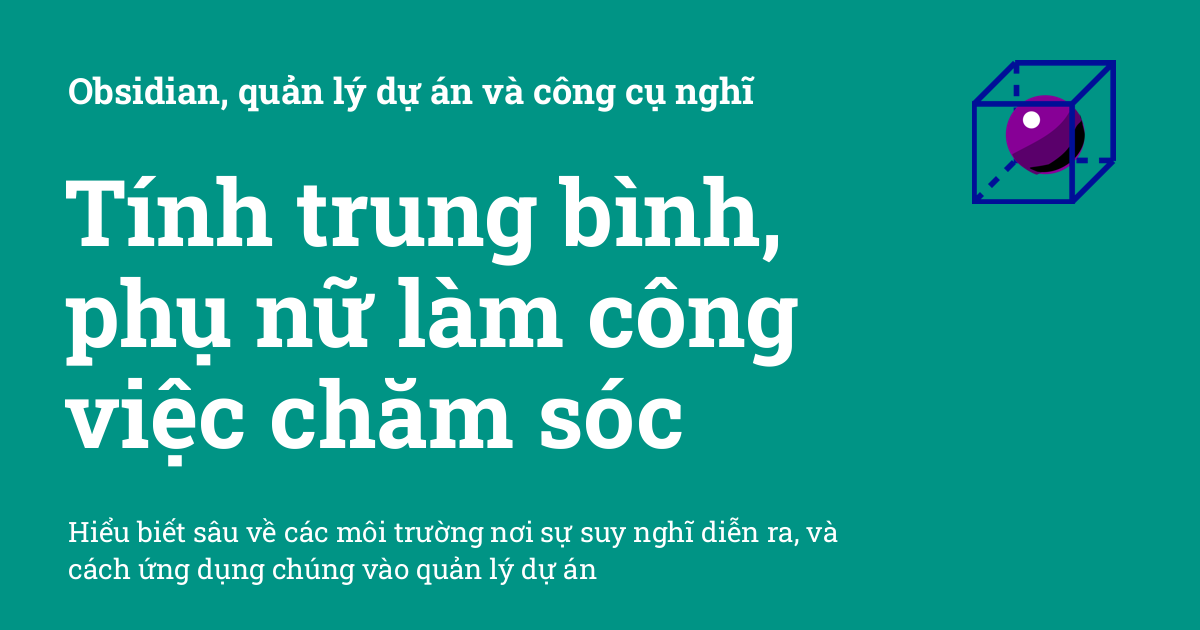 Obsidian, quản lý dự án và công cụ nghĩ
Tính trung bình,
phụ nữ làm công
việc chăm sóc
Hiểu biết sâu về các môi trường nơi sự suy nghĩ diễn ra, và
cách ứng dụng chúng vào quản lý dự án